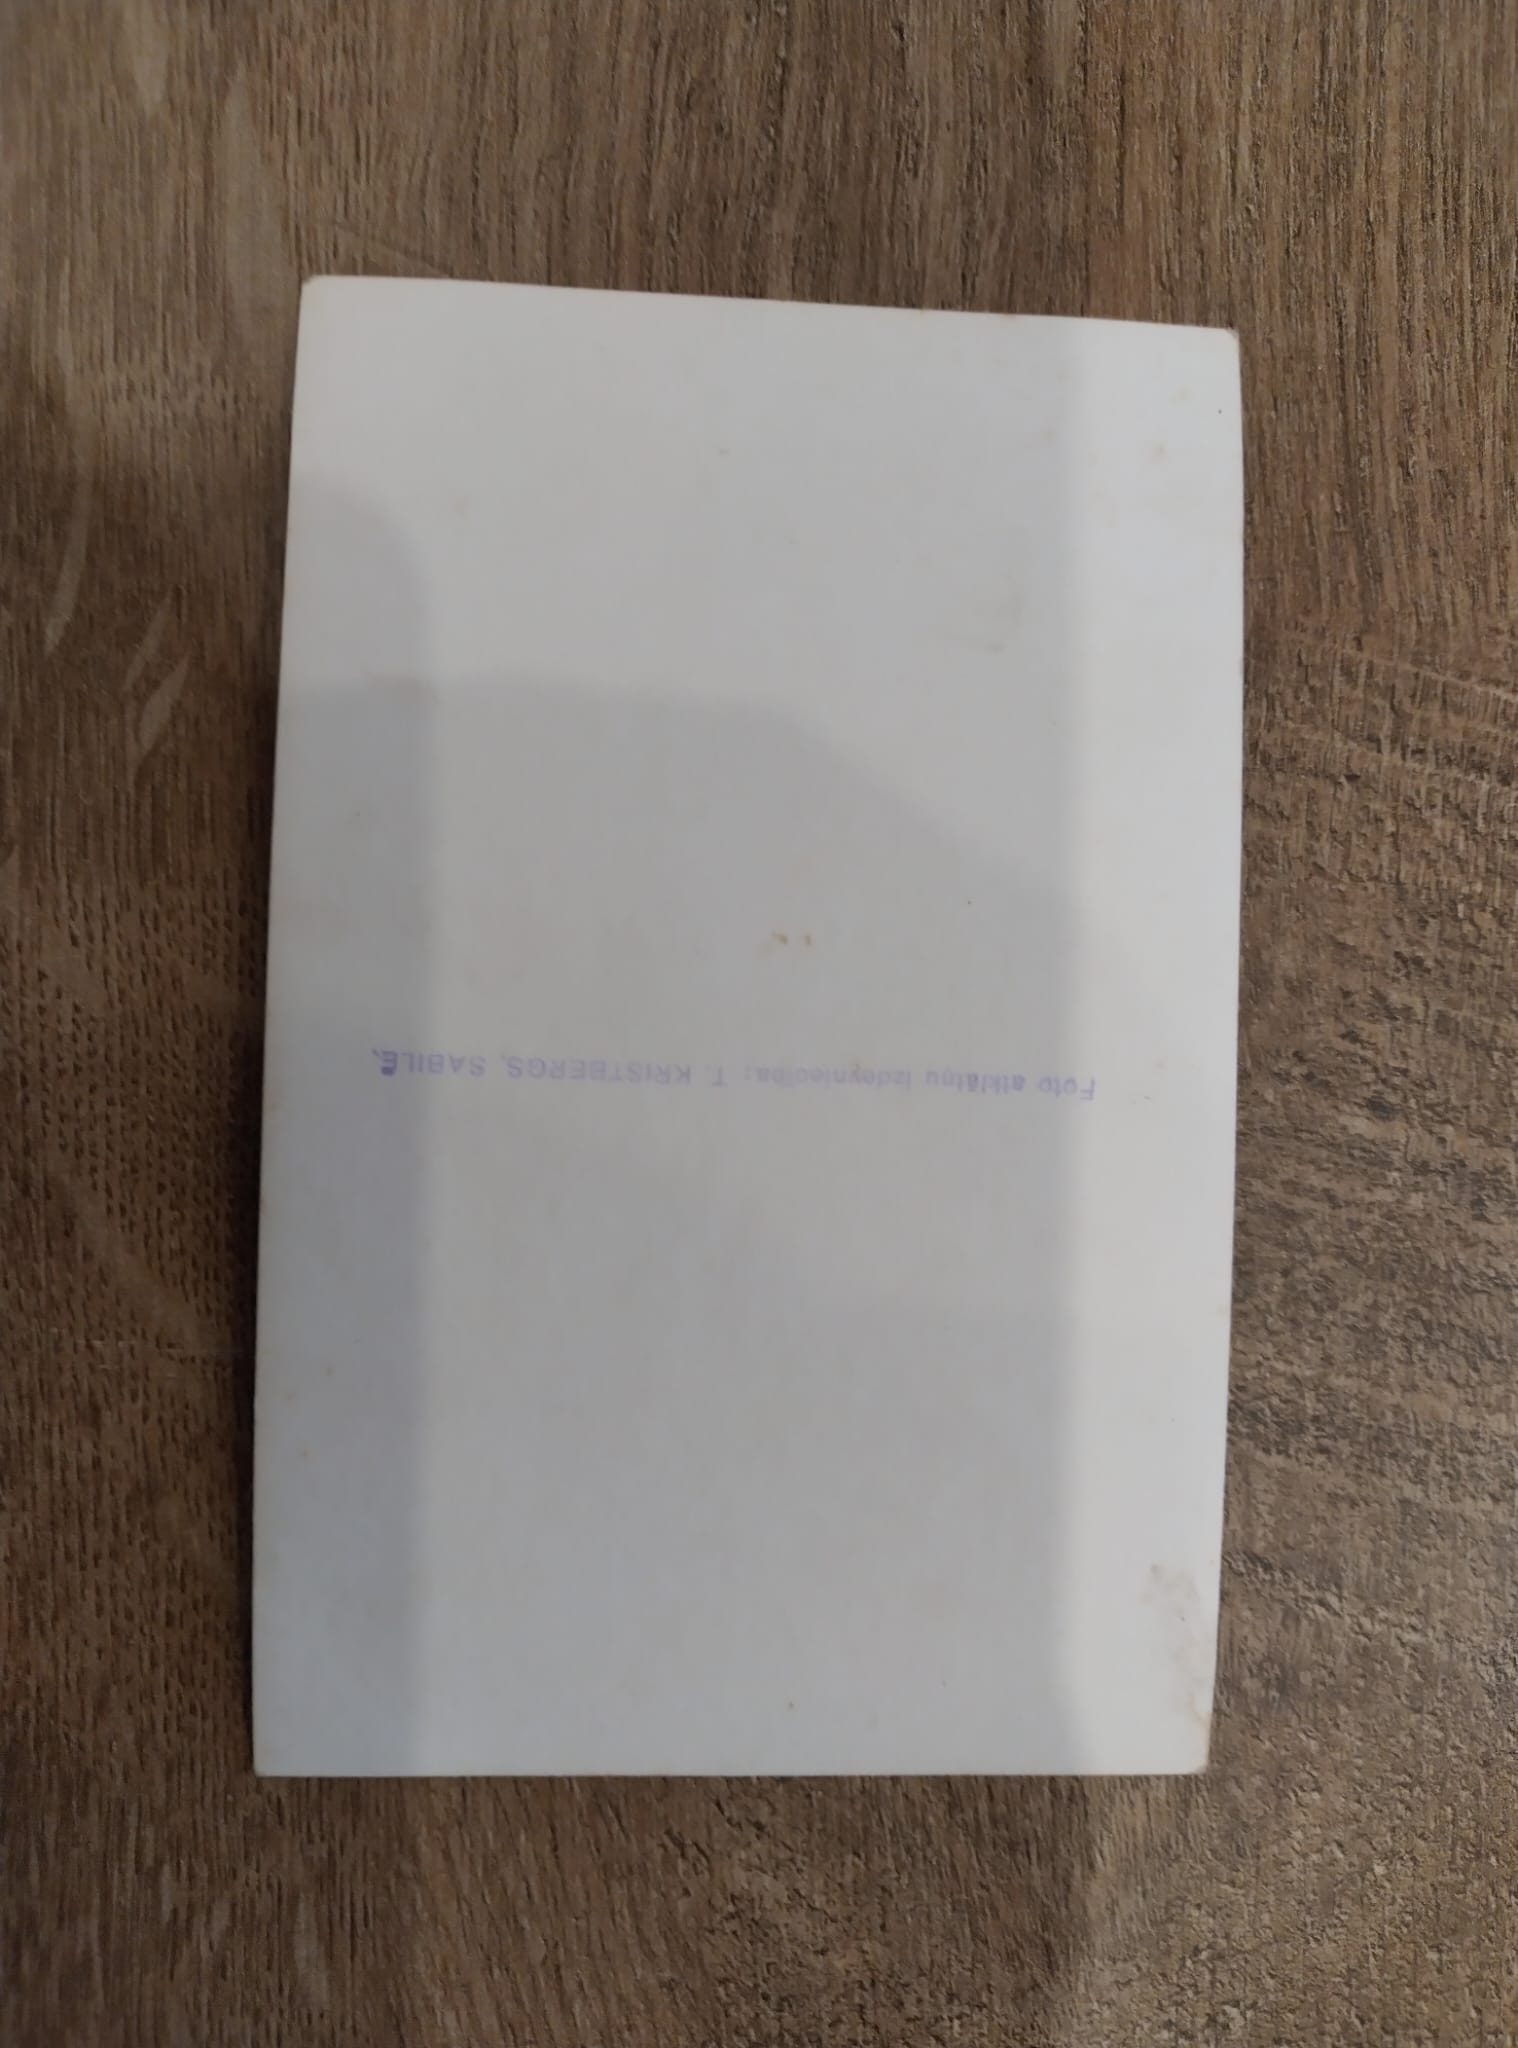 Foto atklātņu izdevniecība: T. KRISTBERGS, SABILĒ.